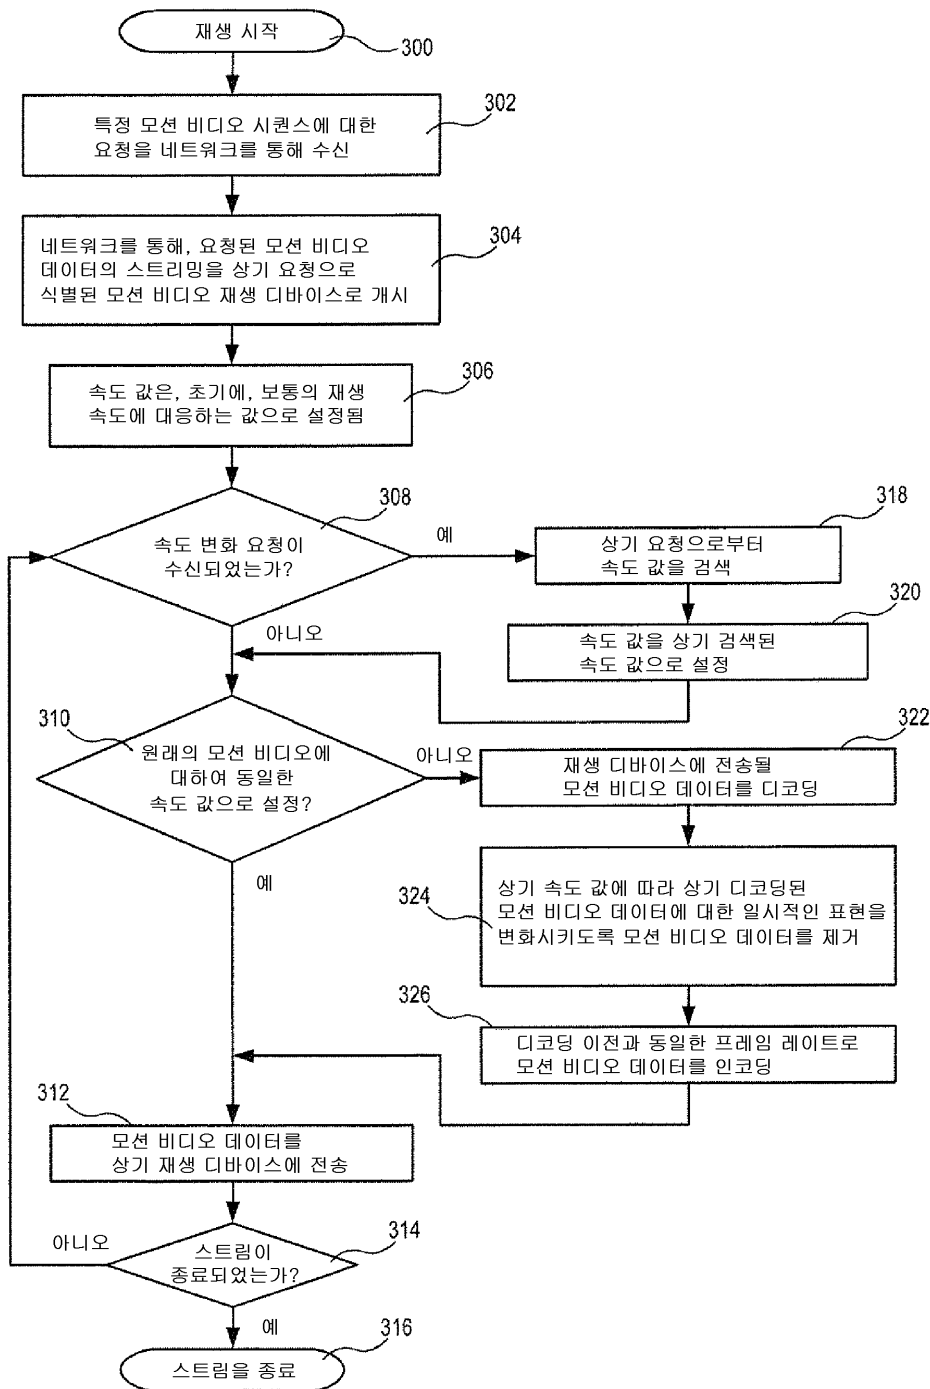 재생 시작
300
302
특정 모션 비디오 시퀀스에 대한
요청을 네트워크를 통해 수신
304
네트워크를 통해, 요청된 모션 비디오
데이터의 스트리밍을 상기 요청으로
식별된 모션 비디오 재생 디바이스로 개시
306
속도 값은, 초기에, 보통의 재생
속도에 대응하는 값으로 설정됨
308
속도 변화 요청이
수신되었는가?
예
318
상기 요청으로부터
속도 값을 검색
320
속도 값을 상기 검색된
속도 값으로 설정
아니오
310
원래의 모션 비디오에
대하여 동일한
속도 값으로 설정?
아니오
322
재생 디바이스에 전송될
모션 비디오 데이터를 디코딩
예
324
상기 속도 값에 따라 상기 디코딩된
모션 비디오 데이터에 대한 일시적인 표현을
변화시키도록 모션 비디오 데이터를 제거
326
디코딩 이전과 동일한 프레임 레이트로
모션 비디오 데이터를 인코딩
312
모션 비디오 데이터를
상기 재생 디바이스에 전송
314
스트림이
종료되었는가?
아니오
예
316
스트림을 종료